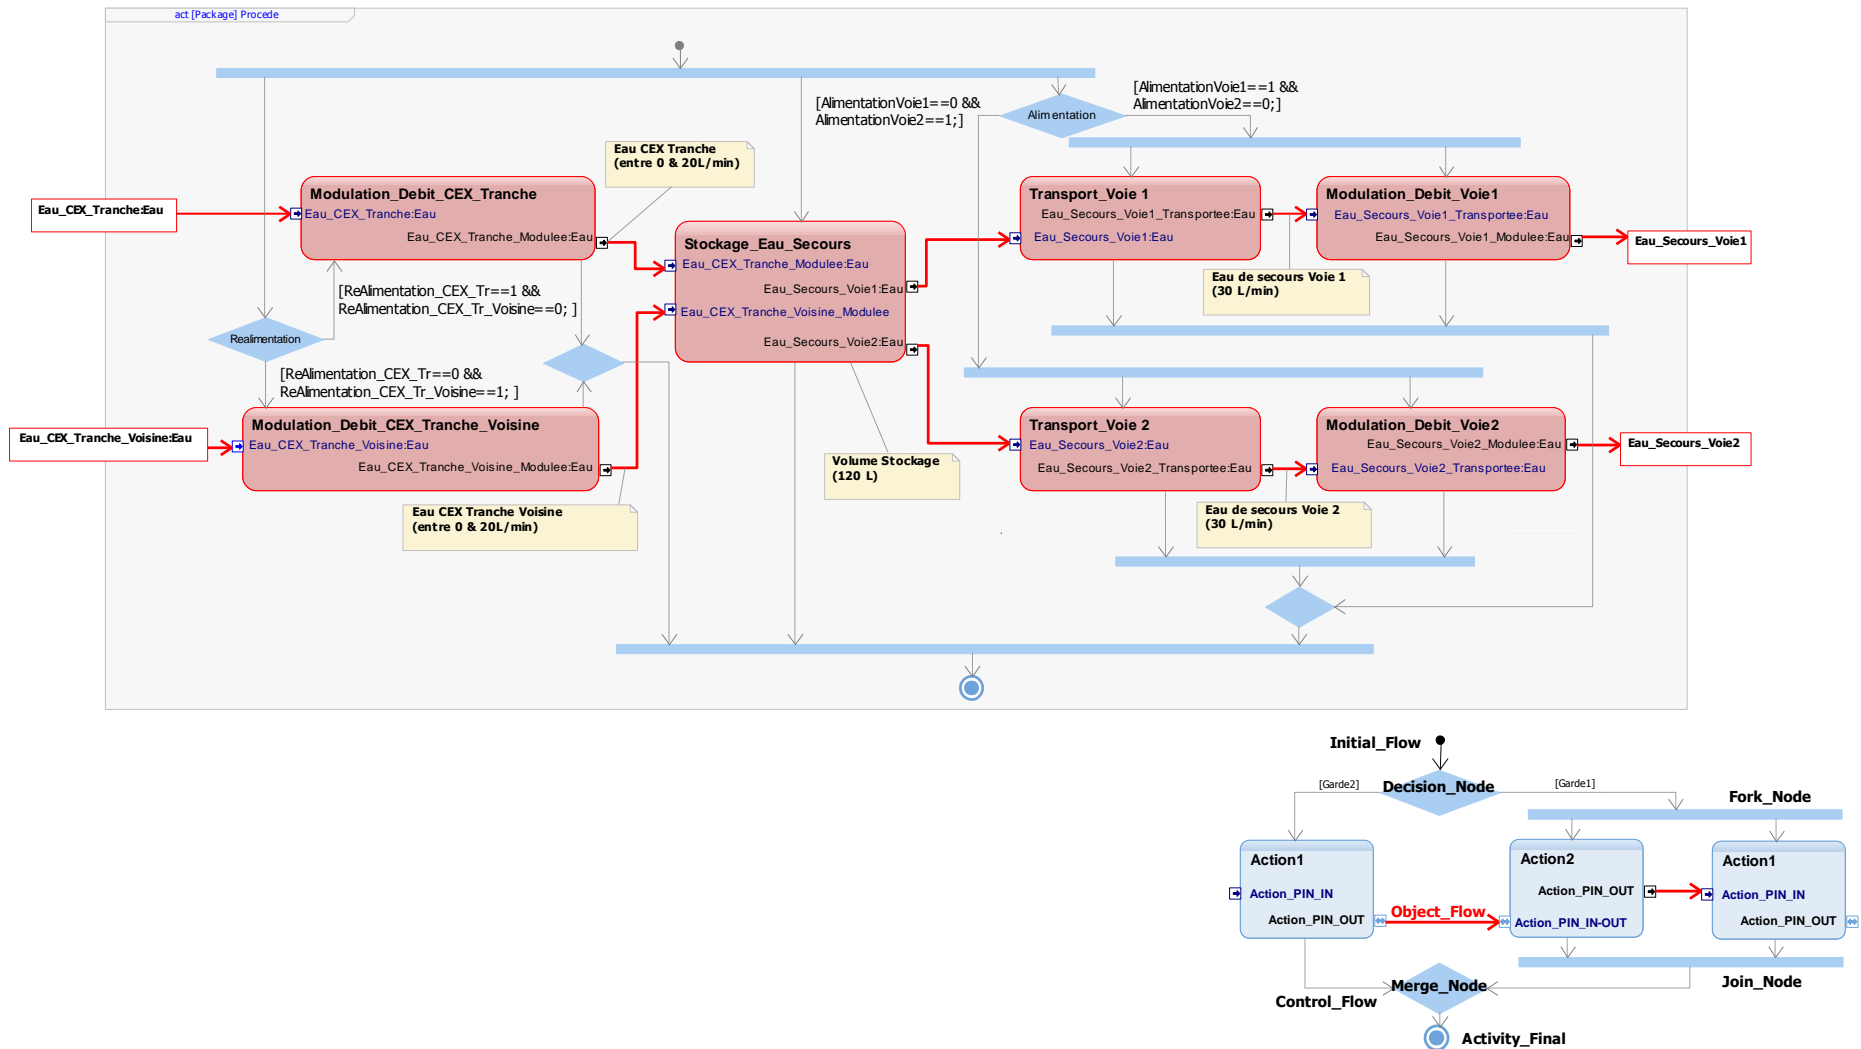 act [Package] Procede
[AlimentationVoie1==0 &&
AlimentationVoie2==1;]
Alimentation
[AlimentationVoie1==1 &&
AlimentationVoie2==0;]
Eau CEX Tranche
(entre 0 & 20L/min)
Eau_CEX_Tranche:Eau
Modulation_Debit_CEX_Tranche
Eau_CEX_Tranche:Eau
Eau_CEX_Tranche_Modulee:Eau
Stockage_Eau_Secours
Eau_CEX_Tranche_Modulee:Eau
Eau_Secours_Voie1:Eau
Eau_CEX_Tranche_Voisine_Modulee
Eau_Secours_Voie2:Eau
Transport_Voie 1
Eau_Secours_Voie1_Transportee:Eau
Eau_Secours_Voie1:Eau
Modulation_Debit_Voie1
Eau_Secours_Voie1_Transportee:Eau
Eau_Secours_Voie1_Modulee:Eau
Eau_Secours_Voie1
Eau de secours Voie 1
(30 L/min)
[ReAlimentation_CEX_Tr==1 &&
ReAlimentation_CEX_Tr_Voisine==0; ]
Realimentation
[ReAlimentation_CEX_Tr==0 &&
ReAlimentation_CEX_Tr_Voisine==1; ]
Eau_CEX_Tranche_Voisine:Eau
Modulation_Debit_CEX_Tranche_Voisine
Eau_CEX_Tranche_Voisine:Eau
Eau_CEX_Tranche_Voisine_Modulee:Eau
Volume Stockage
(120 L)
Transport_Voie 2
Eau_Secours_Voie2:Eau
Eau_Secours_Voie2_Transportee:Eau
Modulation_Debit_Voie2
Eau_Secours_Voie2_Modulee:Eau
Eau_Secours_Voie2_Transportee:Eau
Eau_Secours_Voie2
Eau CEX Tranche Voisine
(entre 0 & 20L/min)
Eau de secours Voie 2
(30 L/min)
Initial_Flow
[Garde2]
Decision_Node
[Garde1]
Fork_Node
Action1
Action_PIN_IN
Action_PIN_OUT
Object_Flow
Action2
Action_PIN_OUT
Action_PIN_IN-OUT
Action1
Action_PIN_IN
Action_PIN_OUT
Merge_Node
Join_Node
Control_Flow
Activity_Final